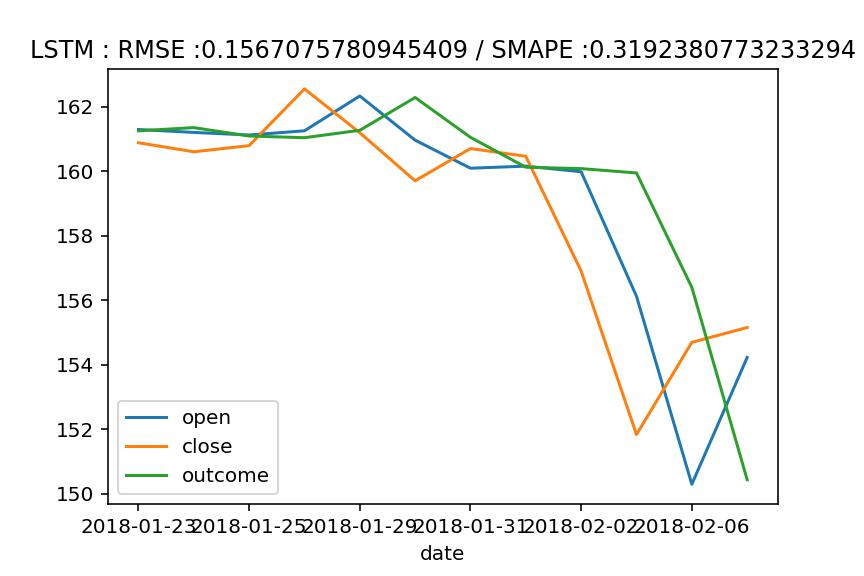 LSTM : RMSE :0.1567075780945409 / SMAPE :0.3192380773233294
162
160
158
156
154
152
150
open
close
outcome
2018-01-23 2018-01-25 2018-01-29 2018-01-31 2018-02-02 2018-02-06
date